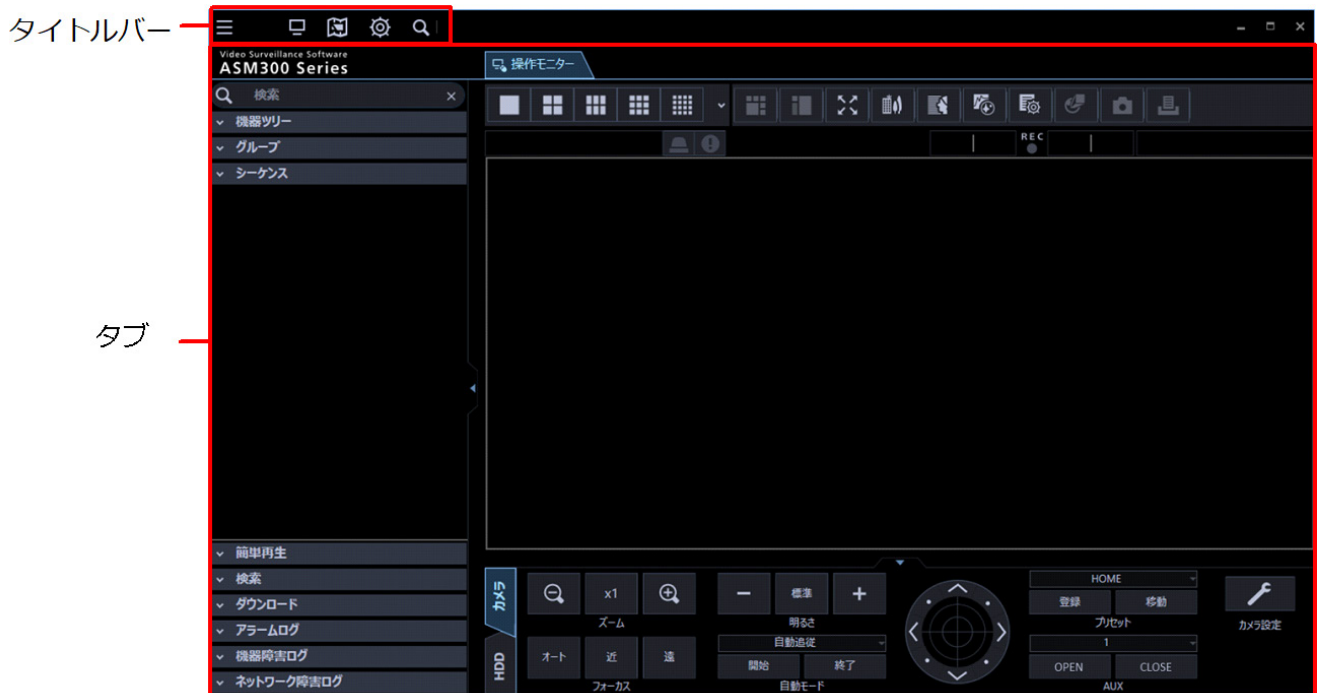 タイトルバー
タブ
Video Surveillance Software
ASM300 Series
検索
機器ツリー
グループ
シーケンス
簡単再生
検索
ダウンロード
アラームログ
機器障害ログ
ネットワーク障害ログ
操作モニター
REC
カメラ
HDD
x1
ズーム
オート
近
遠
フォーカス
標準
明るさ
自動追従
開始
終了
自動モード
HOME
登録
移動
プリセット
1
OPEN
CLOSE
AUX
カメラ設定